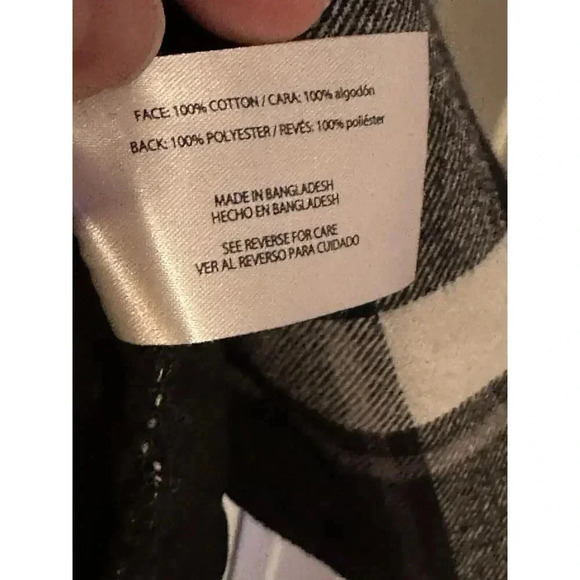 FACE: 100% COTTON / CARA: 100% algodón
BACK: 100% POLYESTER / REVÉS: 100% poliéster
MADE IN BANGLADESH
HECHO EN BANGLADESH
SEE REVERSE FOR CARE
VER AL REVERSO PARA CUIDADO